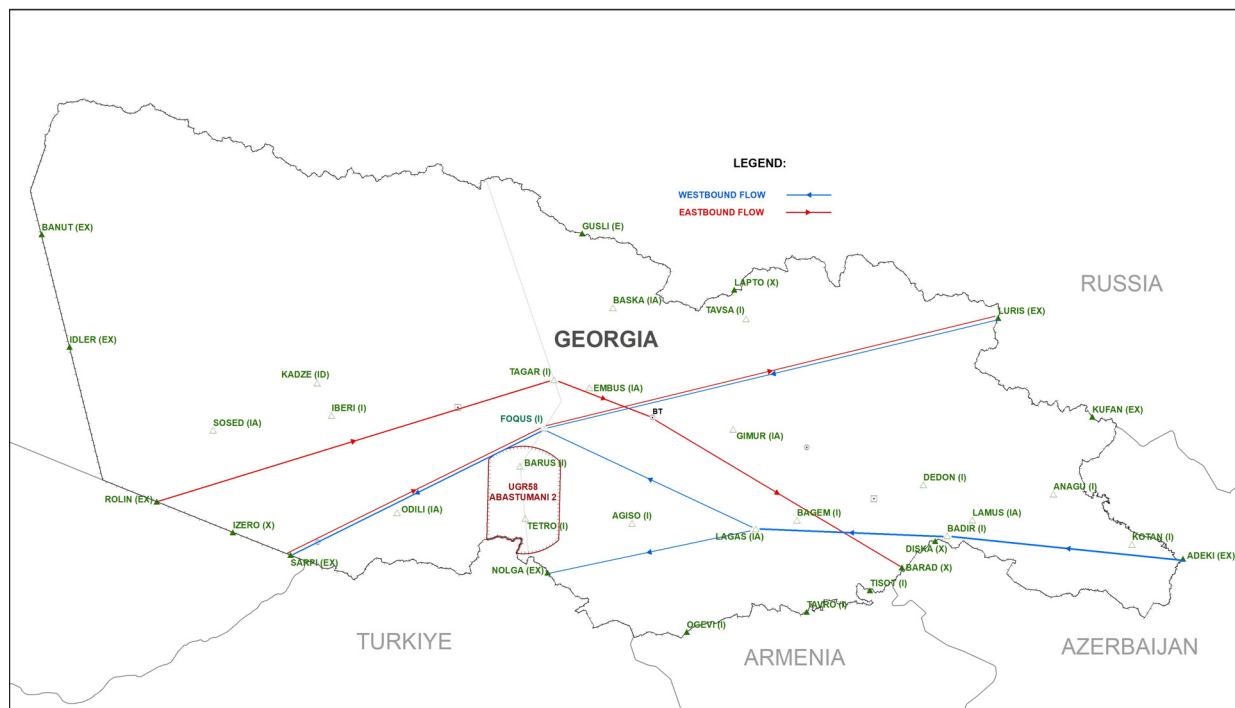 LEGEND:
WESTBOUND FLOW
EASTBOUND FLOW
BANUT (EX)
GUSLI (E)
RUSSIA
LAPTO (X)
BASKA (IA)
TAVSA (I)
LURIS (EX)
GEORGIA
IDLER (EX)
TAGAR (I)
KADZE (ID)
EMBUS (IA)
IBERI (I)
BT
KUFAN (EX)
SOSED (IA)
FOQUS (I)
GIMUR (IA)
BARUS (I)
UGR58
ABASTUMANI 2
DEDON (I)
ANAGU (I)
ROLIN (EX)
ODILI (IA)
TETRO (I)
AGISO (I)
BAGEM (I)
LAMUS (IA)
IZERO (X)
LAGAS (IA)
BADIR (I)
KOTAN (I)
DISKA (X)
SARPI (EX)
ADEKI (EX)
NOLGA (EX)
BARAD (X)
TISOT (I)
TAVRO (I)
OGEVI (I)
TURKIYE
ARMENIA
AZERBAIJAN